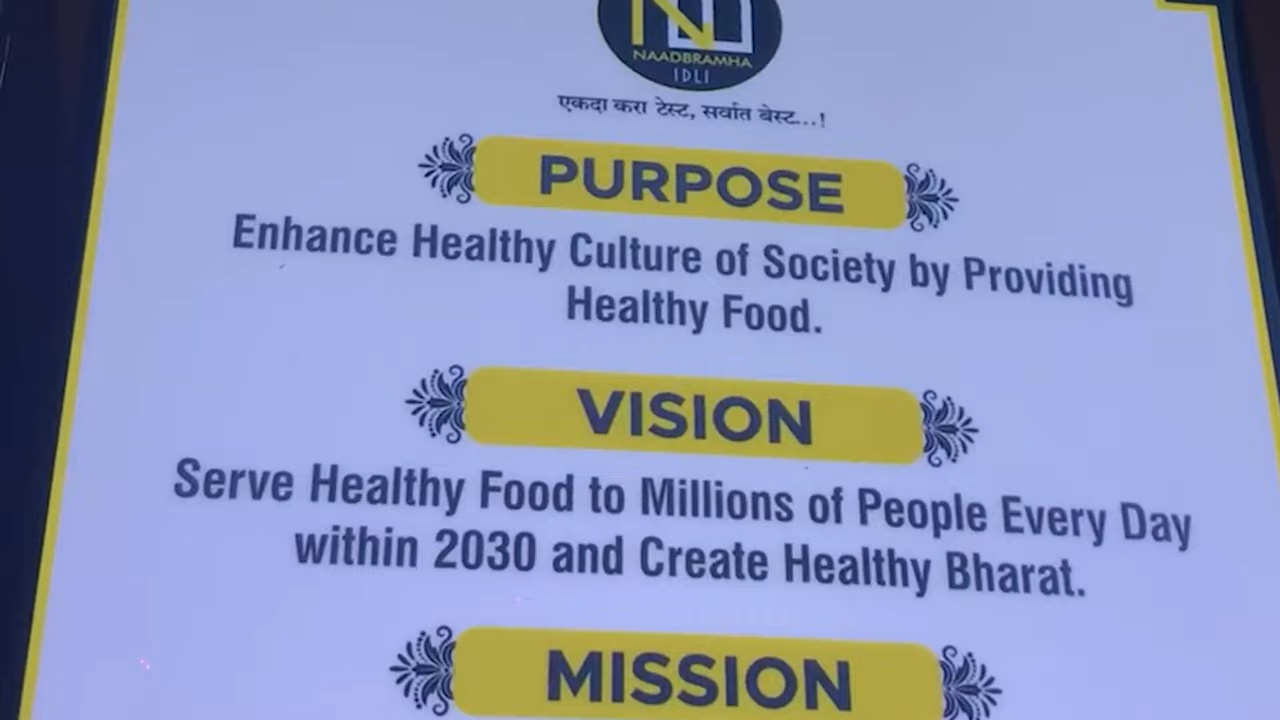 NAADBRAMHA
IDLI
एकदा करा टेस्ट, सर्वात बेस्ट...!
PURPOSE
Enhance Healthy Culture of Society by Providing
Healthy Food.
VISION
Serve Healthy Food to Millions of People Every Day
within 2030 and Create Healthy Bharat.
MISSION